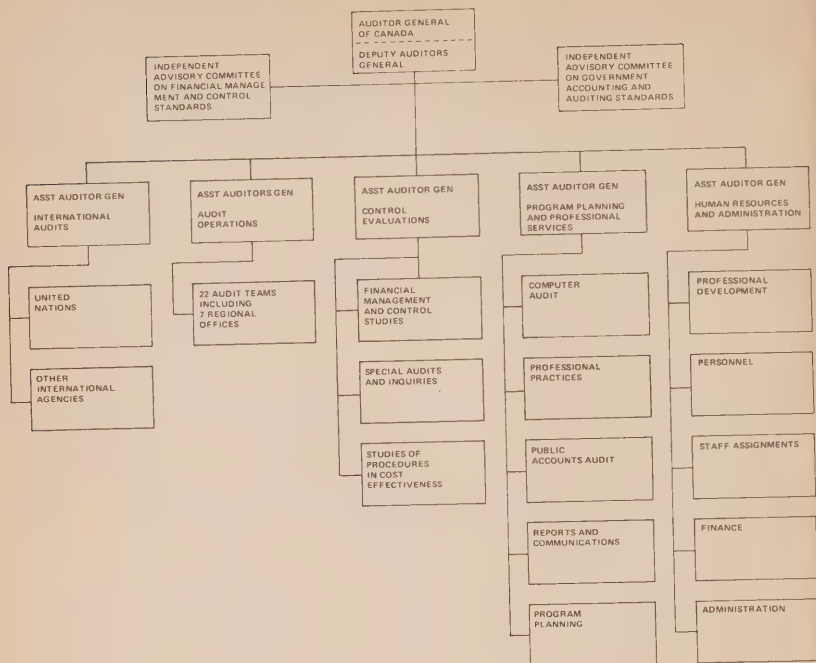 AUDITOR GENERAL
OF CANADA
DEPUTY AUDITORS
GENERAL
INDEPENDENT
ADVISORY COMMITTEE
ON FINANCIAL MANAGE
MENT AND CONTROL
STANDARDS
INDEPENDENT
ADVISORY COMMITTEE
ON GOVERNMENT
ACCOUNTING AND
AUDITING STANDARDS
ASST AUDITOR GEN
INTERNATIONAL
AUDITS
UNITED
NATIONS
OTHER
INTERNATIONAL
AGENCIES
ASST AUDITORS GEN
AUDIT
OPERATIONS
22 AUDIT TEAMS
INCLUDING
7 REGIONAL
OFFICES
ASST AUDITOR GEN
CONTROL
EVALUATIONS
FINANCIAL
MANAGEMENT
AND CONTROL
STUDIES
SPECIAL AUDITS
AND INQUIRIES
STUDIES OF
PROCEDURES
IN COST
EFFECTIVENESS
ASST AUDITOR GEN
PROGRAM PLANNING
AND PROFESSIONAL
SERVICES
COMPUTER
AUDIT
PROFESSIONAL
PRACTICES
PUBLIC
ACCOUNTS AUDIT
REPORTS AND
COMMUNICATIONS
PROGRAM
PLANNING
ASST AUDITOR GEN
HUMAN RESOURCES
AND ADMINISTRATION
PROFESSIONAL
DEVELOPMENT
PERSONNEL
STAFF ASSIGNMENTS
FINANCE
ADMINISTRATION